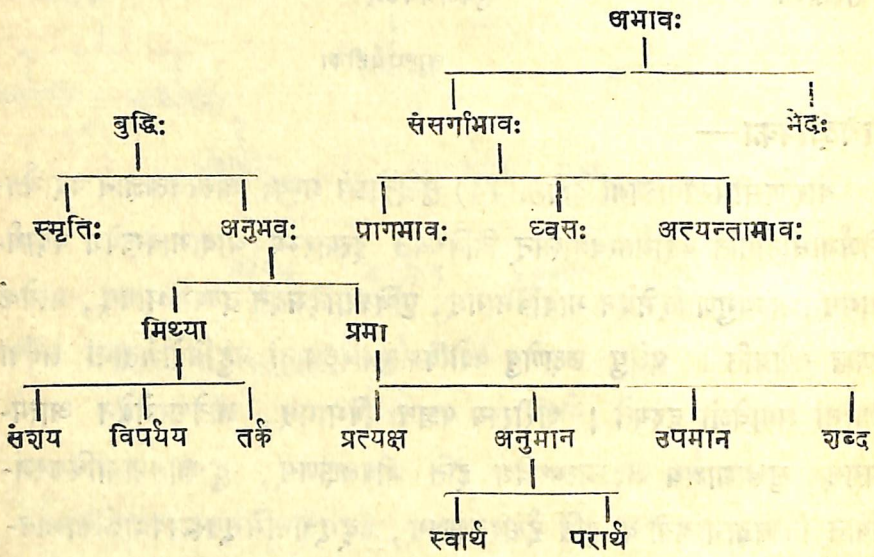 अभावः
बुद्धिः संसर्गाभावः भेदः
स्मृतिः अनुभवः प्रागभावः ध्वसः अत्यन्ताभावः
मिथ्या प्रमा
संशय विपर्यय तर्क प्रत्यक्ष अनुमान उपमान शब्द
स्वार्थ परार्थ